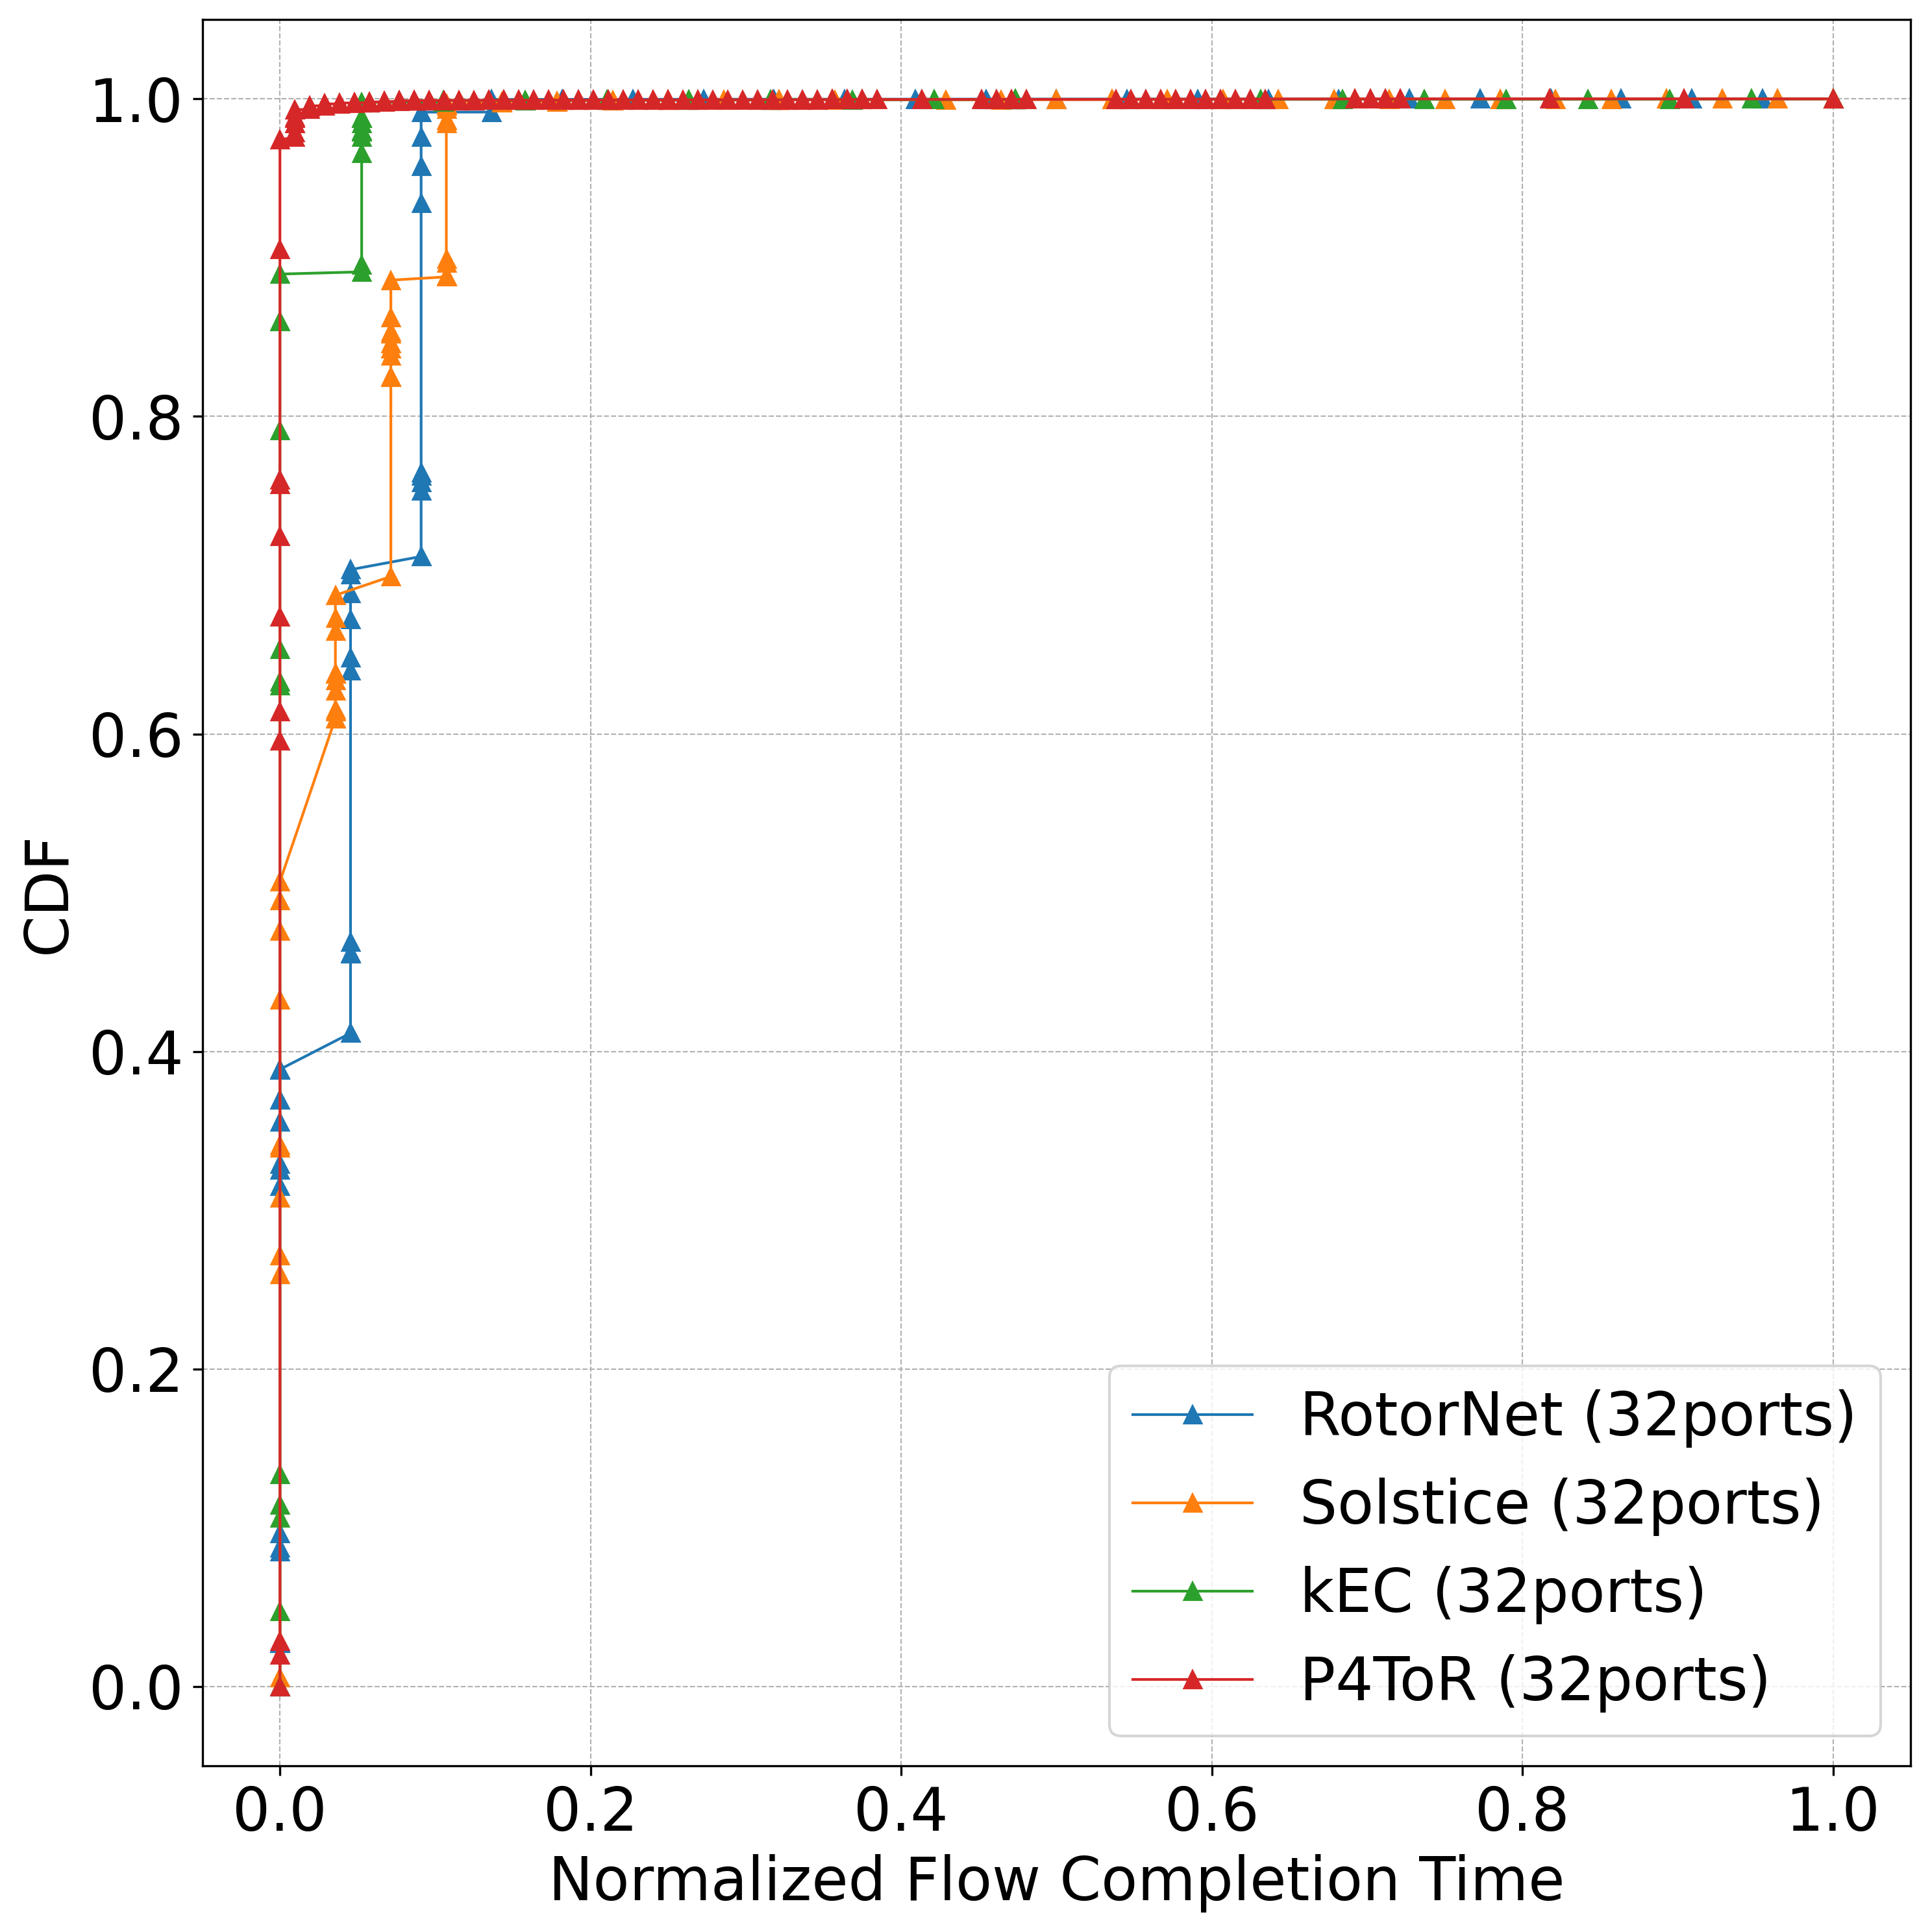 1.0
0.8
0.6
0.4
0.2
0.0
CDF
0.0 0.2 0.4 0.6 0.8 1.0
Normalized Flow Completion Time
RotorNet (32ports)
Solstice (32ports)
kEC (32ports)
P4ToR (32ports)